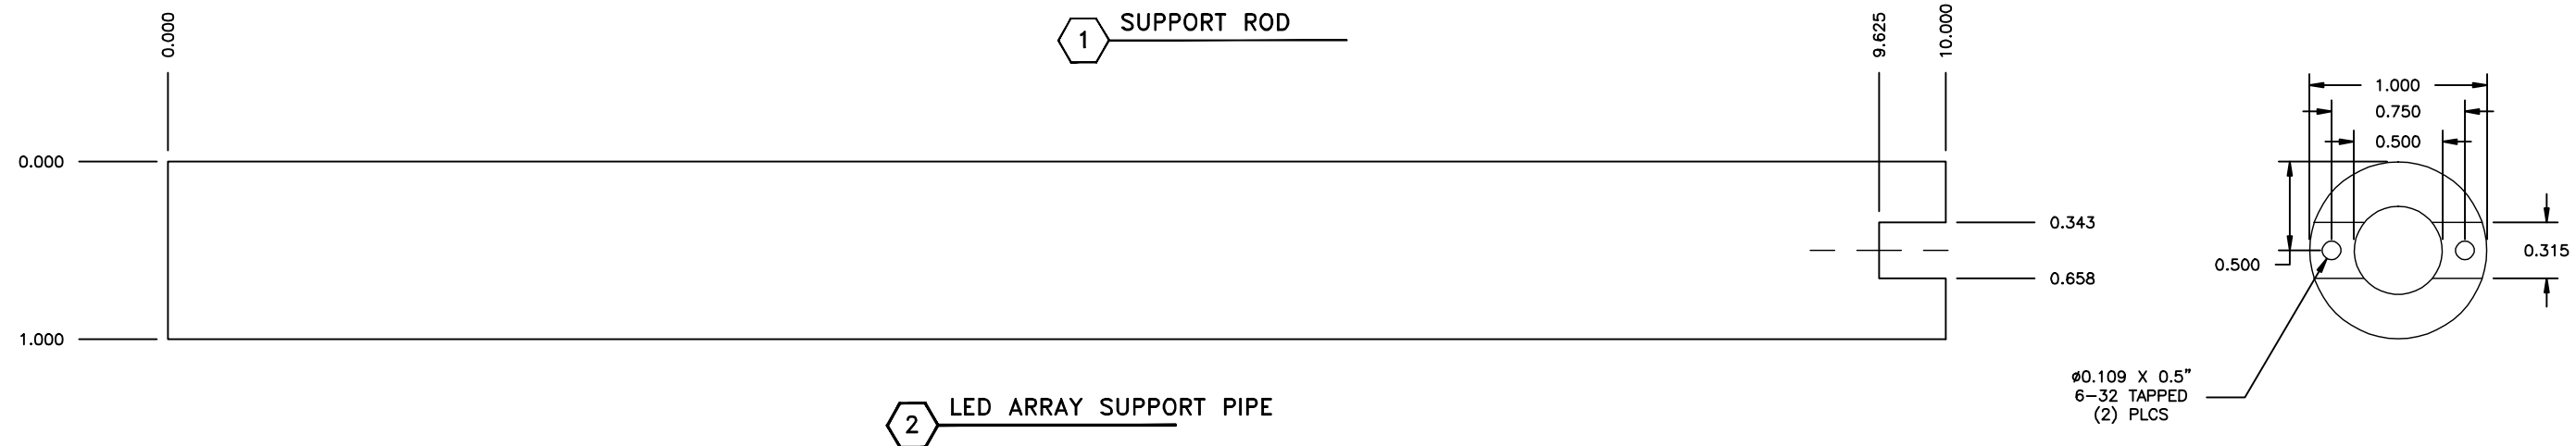 0.000
1
SUPPORT ROD
9.625
10.000
1.000
0.750
0.500
0.000
0.343
0.315
0.500
0.658
1.000
ø0.109 X 0.5"
6-32 TAPPED
(2) PLCS
2
LED ARRAY SUPPORT PIPE